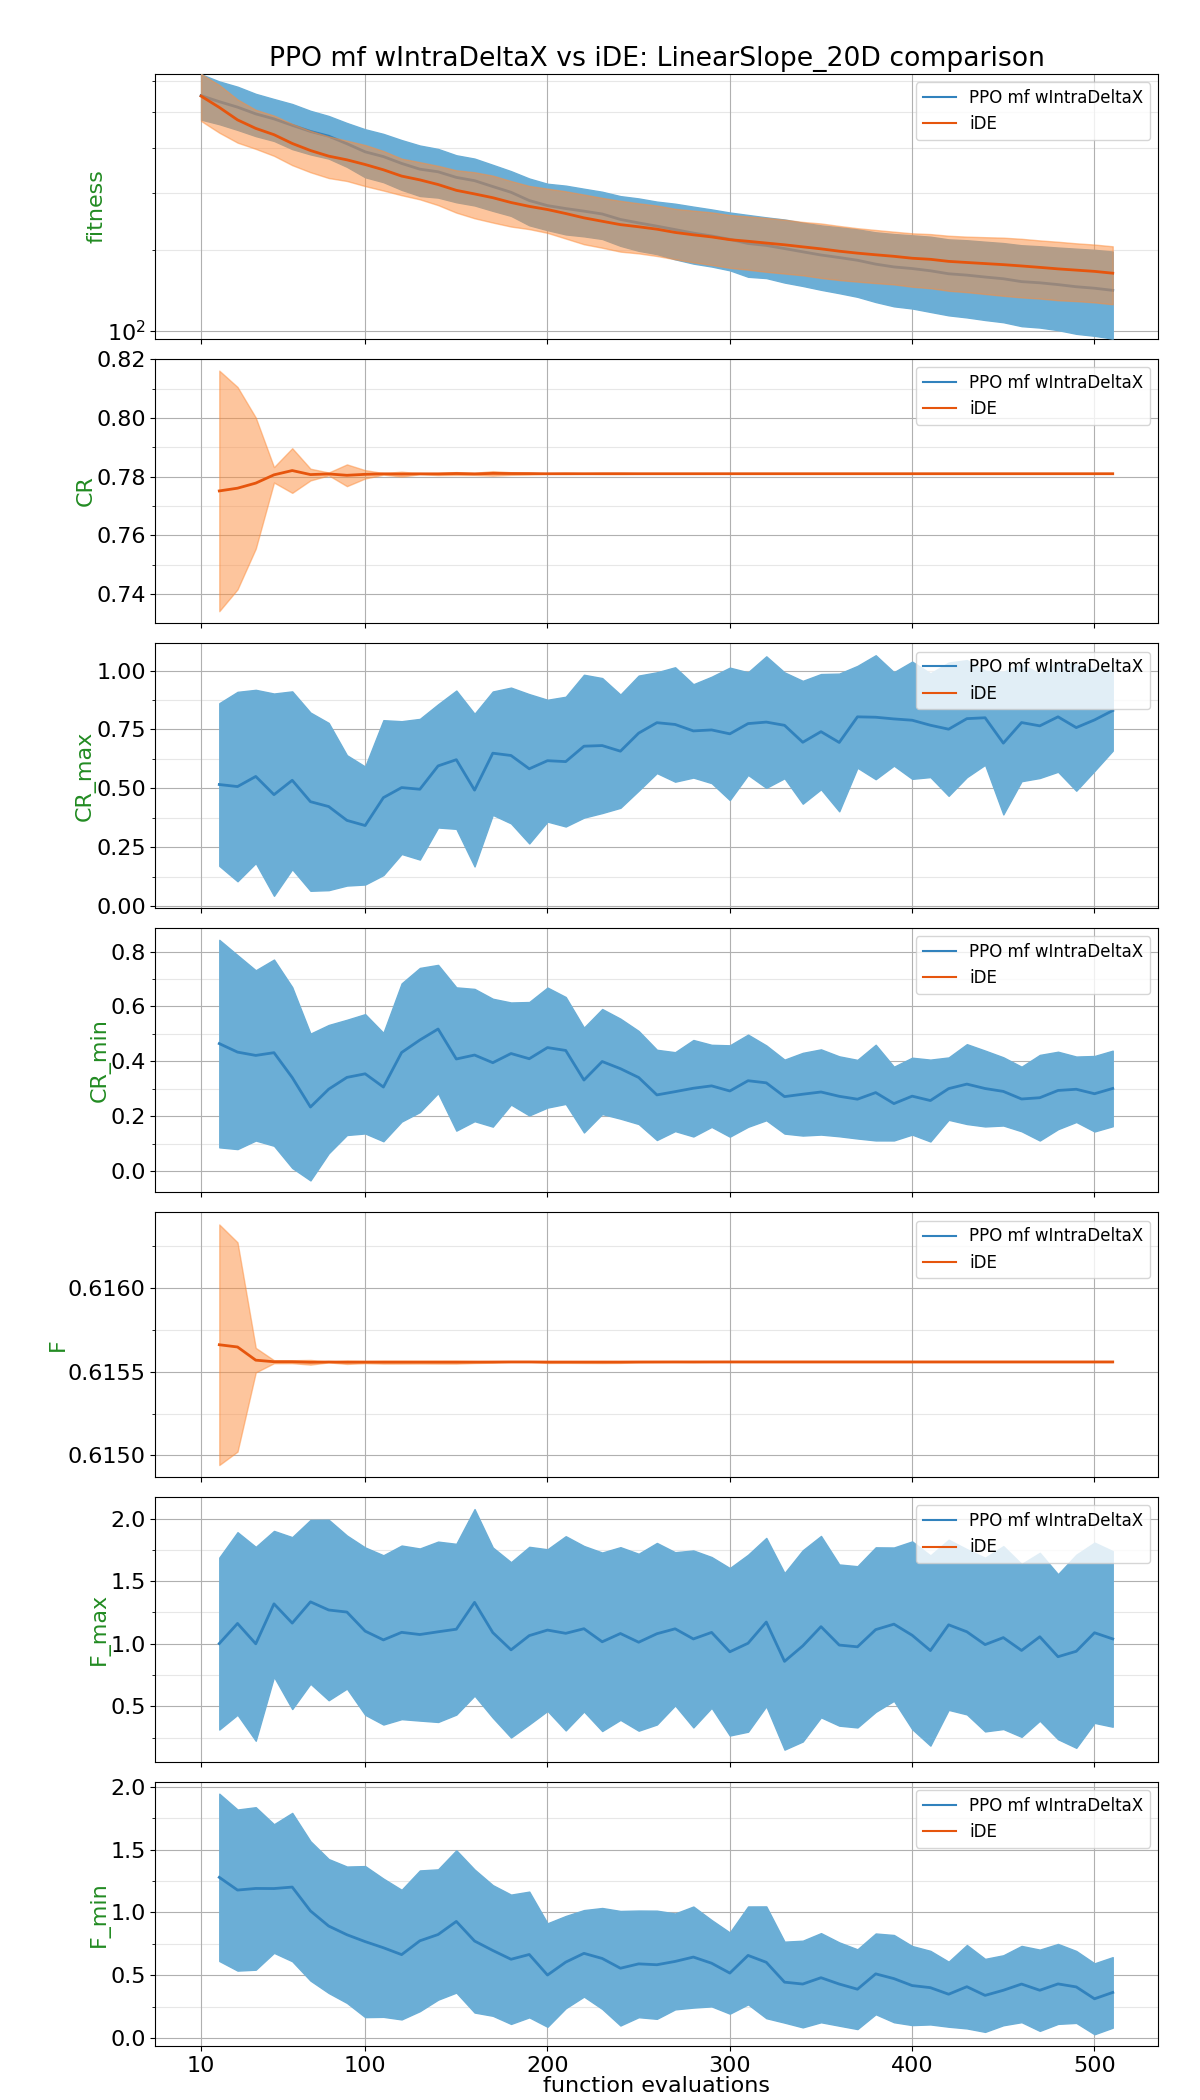 PPO mf wIntraDeltaX vs iDE: LinearSlope_20D comparison
fitness
10²
PPO mf wIntraDeltaX
iDE
CR
0.82
0.80
0.78
0.76
0.74
PPO mf wIntraDeltaX
iDE
CR_max
1.00
0.75
0.50
0.25
0.00
PPO mf wIntraDeltaX
iDE
CR_min
0.8
0.6
0.4
0.2
0.0
PPO mf wIntraDeltaX
iDE
F
0.6160
0.6155
0.6150
PPO mf wIntraDeltaX
iDE
F_max
2.0
1.5
1.0
0.5
PPO mf wIntraDeltaX
iDE
F_min
2.0
1.5
1.0
0.5
0.0
PPO mf wIntraDeltaX
iDE
10 100 200 300 400 500
function evaluations